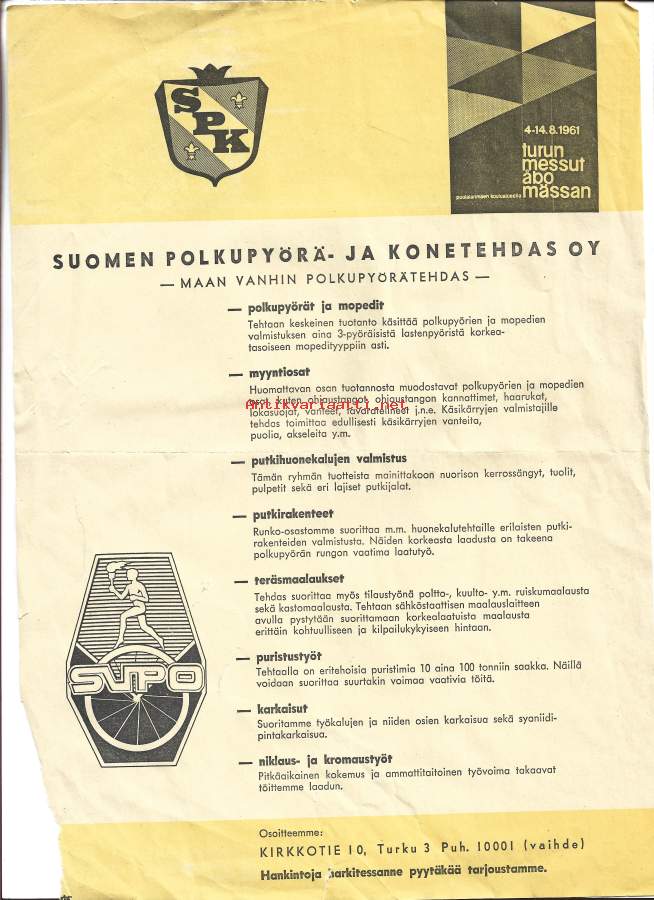 SPK
4-14.8.1961
turun
messut
åbo
mässan
SUOMEN POLKUPYÖRÄ- JA KONETEHDAS OY
— MAAN VANHIN POLKUPYÖRÄTEHDAS —
— polkupyörät ja mopedit
Tehtaan keskeinen tuotanto käsittää polkupyörien ja mopedien
valmistuksen aina 3-pyöräisistä lastenpyöristä korkea-
tasoiseen mopedityyppiin asti.
— myyntiosat
Huomattavan osan tuotannosta muodostavat polkupyörien ja mopedien
osat kuten ohjaustangot, ohjaustangon kannattimet, haarukat,
Antikvariaatti.net
lokasuojat, vanteet, tavaratelineet j.n.e. Käsikärryjen valmistajille
tehdas toimittaa edullisesti käsikärryjen vanteita,
puolia, akseleita y.m.
— putkihuonekalujen valmistus
Tämän ryhmän tuotteista mainittakoon nuorison kerrossängyt, tuolit,
pulpetit sekä eri lajiset putkijalat.
— putkirakenteet
Runko-osastomme suorittaa m.m. huonekalutehtaille erilaisten putki-
rakenteiden valmistusta. Näiden korkeasta laadusta on takeena
polkupyörän rungon vaatima laatutyö.
— teräsmaalaukset
Tehdas suorittaa myös tilaustyönä poltto-, kuulto- y.m. ruiskumaalausta
sekä kastomaalausta. Tehtaan sähköstaattisen maalauslaitteen
avulla pystytään suorittamaan korkealaatuista maalausta
erittäin kohtuulliseen ja kilpailukykyiseen hintaan.
SUPO
— puristustyöt
Tehtaalla on eritehoisia puristimia 10 aina 100 tonniin saakka. Näillä
voidaan suorittaa suurtakin voimaa vaativia töitä.
— karkaisut
Suoritamme työkalujen ja niiden osien karkaisua sekä syaniidi-
pintakarkaisua.
— niklaus- ja kromaustyöt
Pitkäaikainen kokemus ja ammattitaitoinen työvoima takaavat
töittemme laadun.
Osoitteemme:
KIRKKOTIE 10, Turku 3 Puh. 10001 (vaihde)
Hankintoja harkitessanne pyytäkää tarjoustamme.